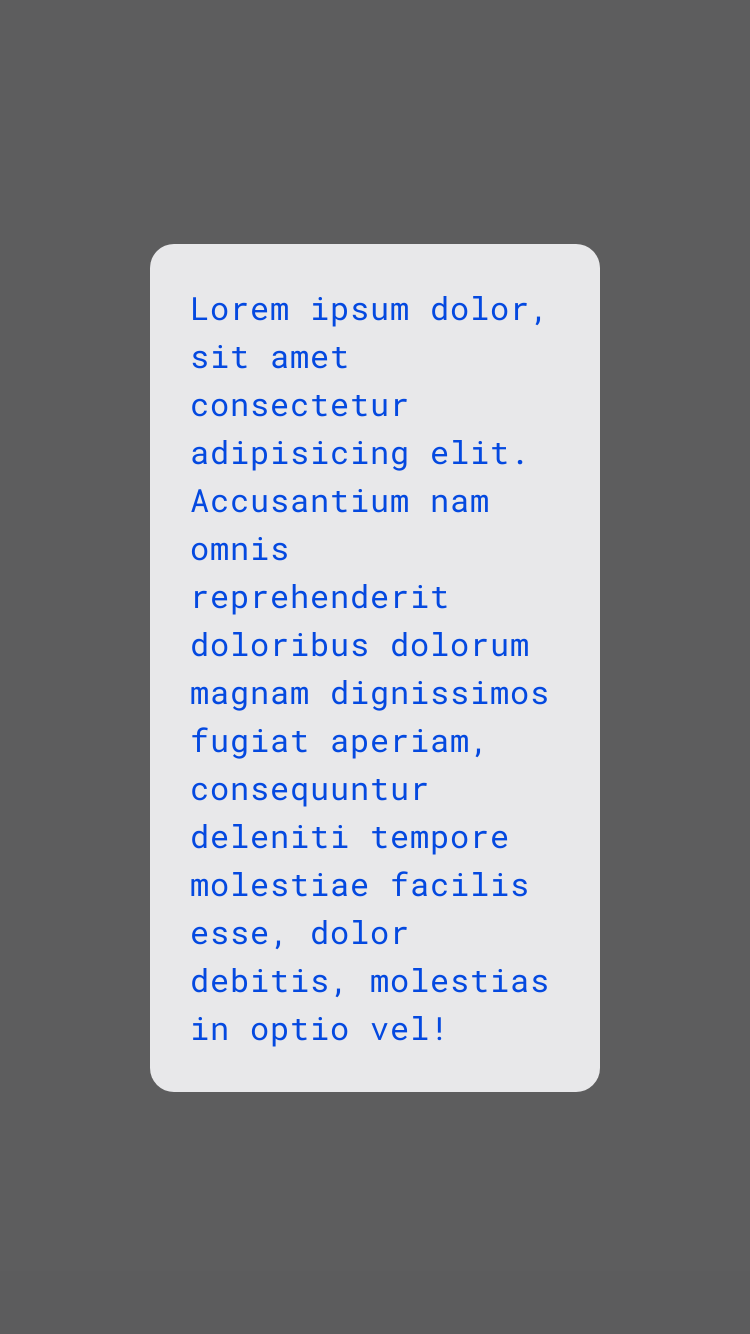 Lorem ipsum dolor,
sit amet
consectetur
adipisicing elit.
Accusantium nam
omnis
reprehenderit
doloribus dolorum
magnam dignissimos
fugiat aperiam,
consequuntur
deleniti tempore
molestiae facilis
esse, dolor
debitis, molestias
in optio vel!